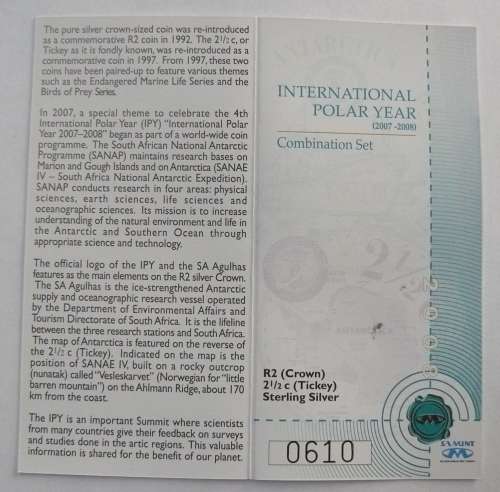 The pure silver crown-sized coin was re-introduced
as a commemorative R2 coin in 1992. The 2½ c, or
Tickey as it is fondly known, was re-introduced as a
commemorative coin in 1997. From 1997, these two
coins have been paired-up to feature various themes
such as the Endangered Marine Life Series and the
Birds of Prey Series.
In 2007, a special theme to celebrate the 4th
International Polar Year (IPY) “International Polar
Year 2007–2008” began as part of a world-wide coin
programme. The South African National Antarctic
Programme (SANAP) maintains research bases on
Marion and Gough Islands and on Antarctica (SANAE
IV – South Africa National Antarctic Expedition).
SANAP conducts research in four areas: physical
sciences, earth sciences, life sciences and
oceanographic sciences. Its mission is to increase
understanding of the natural environment and life in
the Antarctic and Southern Ocean through
appropriate science and technology.
The official logo of the IPY and the SA Agulhas
features as the main elements on the R2 silver Crown.
The SA Agulhas is the ice-strengthened Antarctic
supply and oceanographic research vessel operated
by the Department of Environmental Affairs and
Tourism Directorate of South Africa. It is the lifeline
between the three research stations and South Africa.
The map of Antarctica is featured on the reverse of
the 2½ c (Tickey). Indicated on the map is the
position of SANAE IV, built on a rocky outcrop
(nunatak) called “Vesleskarvet” (Norwegian for “little
barren mountain”) on the Ahlmann Ridge, about 170
km from the coast.
The IPY is an important Summit where scientists
from many countries give their feedback on surveys
and studies done in the artic regions. This valuable
information is shared for the benefit of our planet.
INTERNATIONAL
POLAR YEAR
(2007 -2008)
Combination Set
2½
R2 (Crown)
2½ c (Tickey)
Sterling Silver
0610
SA MINT